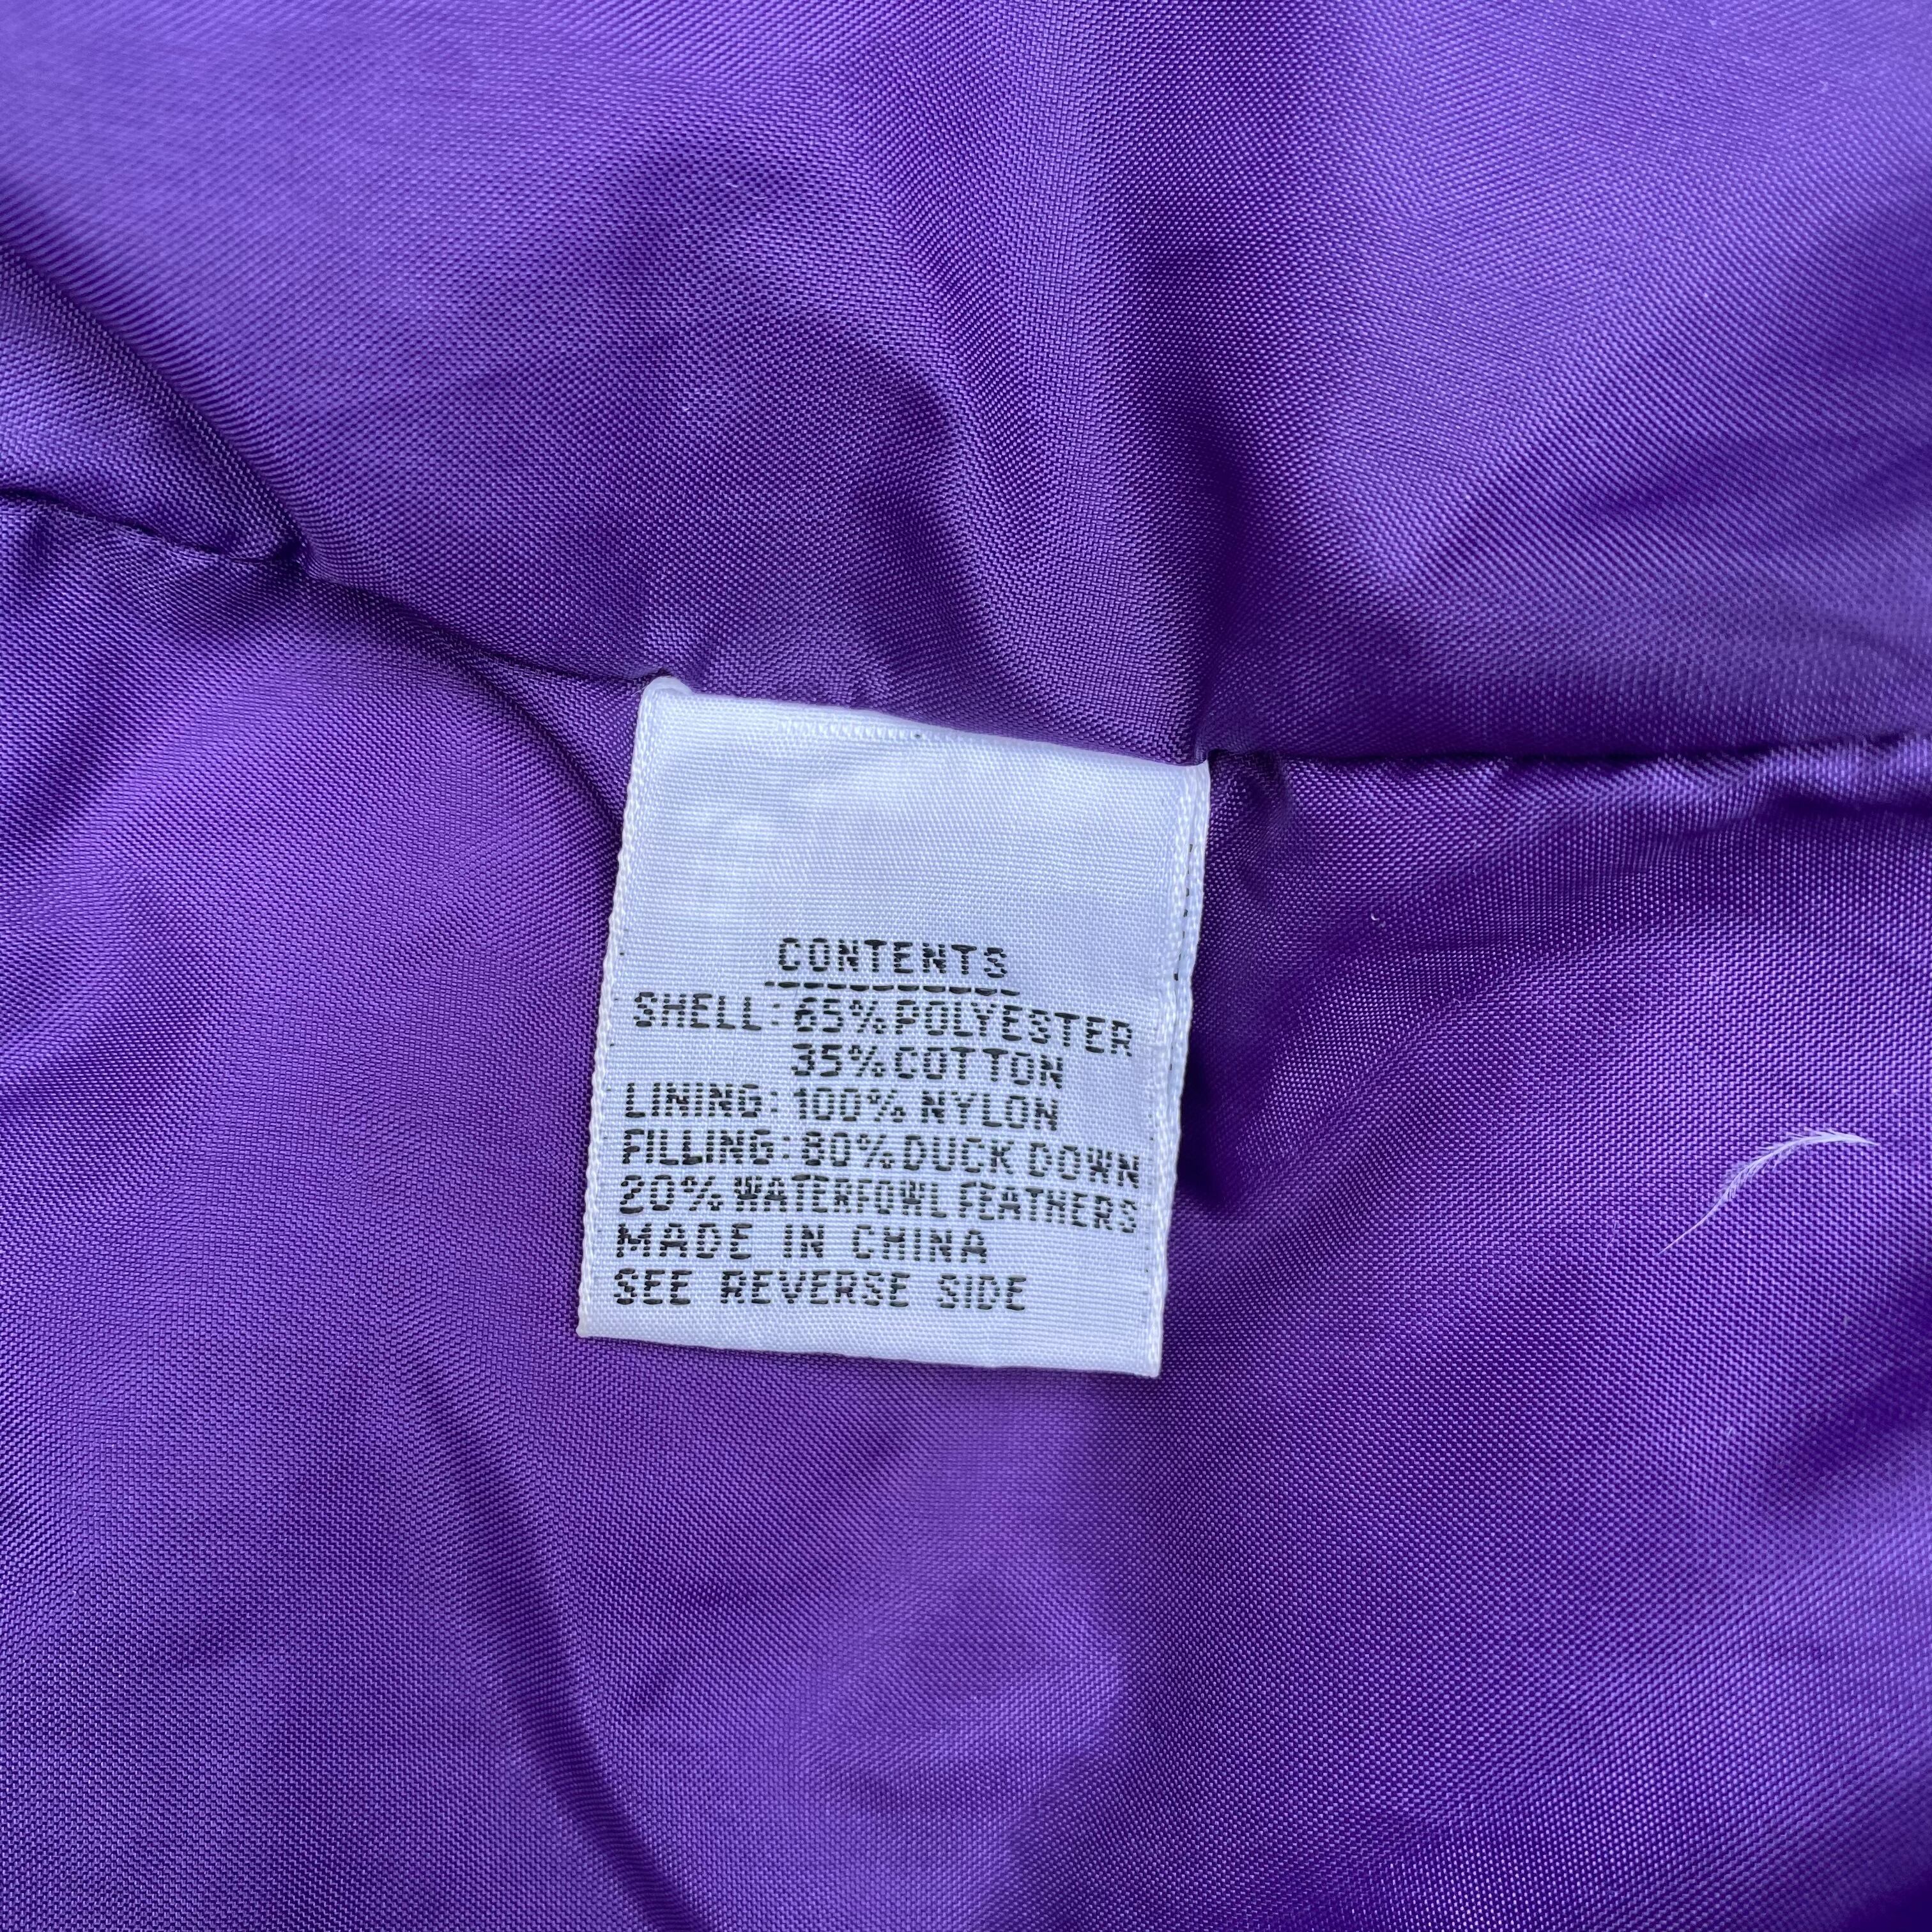 CONTENTS
SHELL: 65% POLYESTER
35% COTTON
LINING: 100% NYLON
FILLING: 80% DUCK DOWN
20% WATERFOWL FEATHERS
MADE IN CHINA
SEE REVERSE SIDE